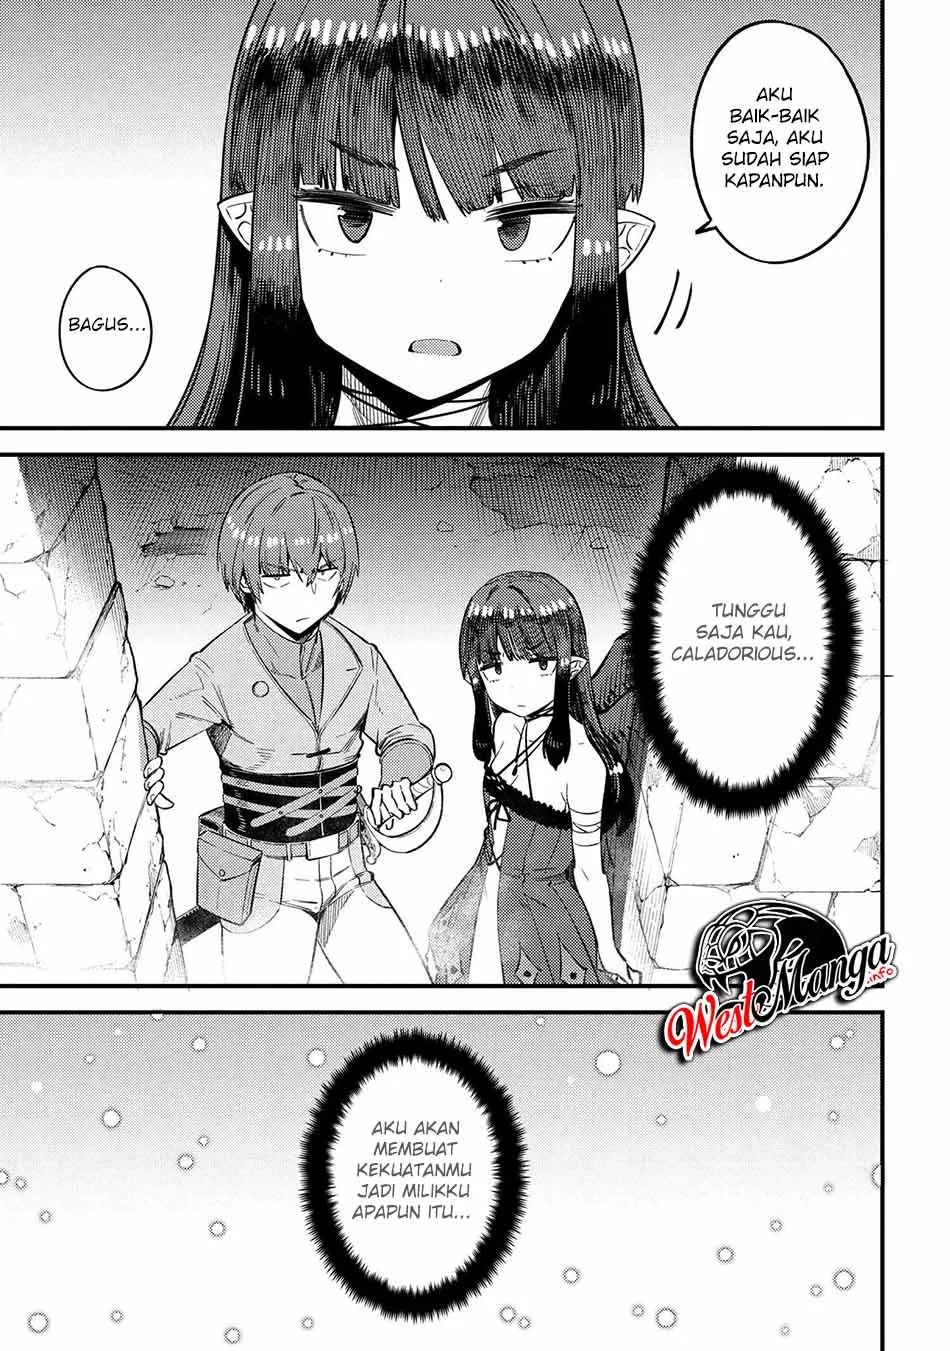 AKU
BAIK-BAIK
SAJA, AKU
SUDAH SIAP
KAPANPUN.
BAGUS...
TUNGGU
SAJA KAU,
CALADORIOUS...
WestManga
.info
AKU AKAN
MEMBUAT
KEKUATANMU
JADI MILIKKU
APAPUN ITU...